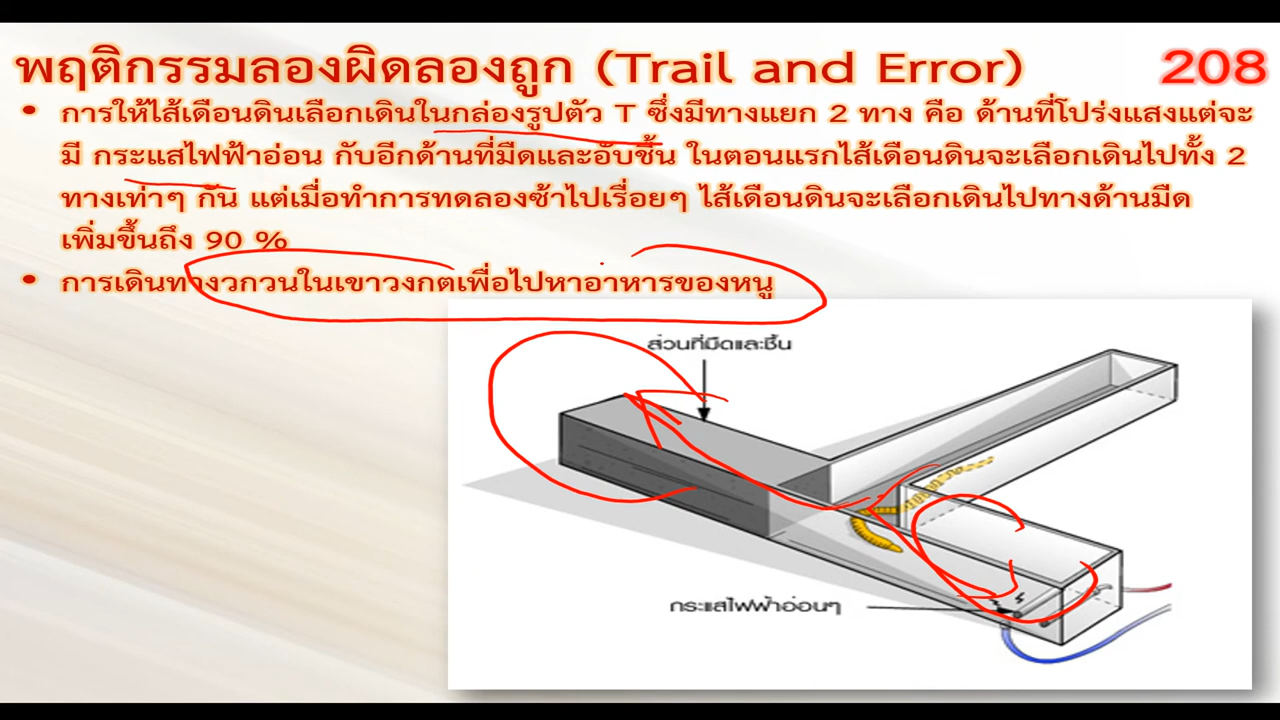 พฤติกรรมลองผิดลองถูก (Trail and Error)
208
• การให้ไส้เดือนดินเลือกเดินในกล่องรูปตัว T ซึ่งมีทางแยก 2 ทาง คือ ด้านที่โปร่งแสงแต่จะ
มี กระแสไฟฟ้าอ่อน กับอีกด้านที่มืดและอับชื้น ในตอนแรกไส้เดือนดินจะเลือกเดินไปทั้ง 2
ทางเท่าๆ กัน แต่เมื่อทำการทดลองซ้ำไปเรื่อยๆ ไส้เดือนดินจะเลือกเดินไปทางด้านมืด
เพิ่มขึ้นถึง 90 %
• การเดินทางวกวนในเขาวงกตเพื่อไปหาอาหารของหนู
ส่วนที่มืดและชื้น
กระแสไฟฟ้าอ่อนๆ